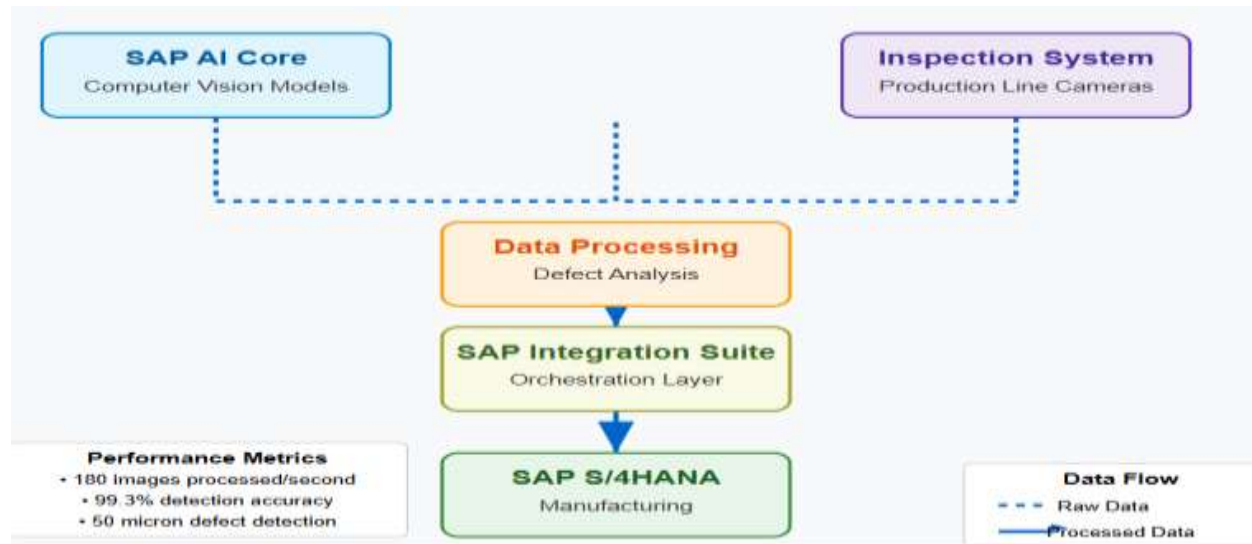 SAP AI Core
Computer Vision Models
Inspection System
Production Line Cameras
Data Processing
Defect Analysis
SAP Integration Suite
Orchestration Layer
SAP S/4HANA
Manufacturing
Performance Metrics
• 180 images processed/second
• 99.3% detection accuracy
• 50 micron defect detection
Data Flow
Raw Data
Processed Data